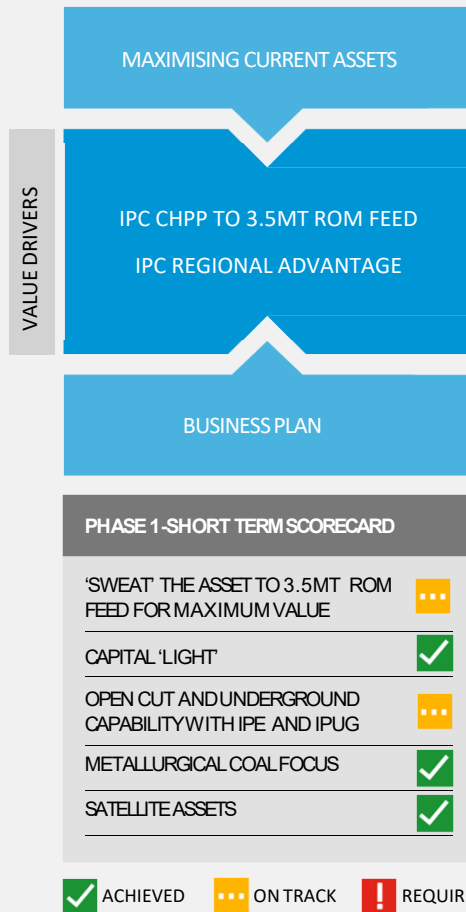 MAXIMISING CURRENT ASSETS
VALUE DRIVERS
IPC CHPP TO 3.5MT ROM FEED
IPC REGIONAL ADVANTAGE
BUSINESS PLAN
PHASE 1-SHORT TERM SCORECARD
‘SWEAT’ THE ASSET TO 3.5MT ROM
FEED FOR MAXIMUM VALUE
CAPITAL ‘LIGHT’
OPEN CUT AND UNDERGROUND
CAPABILITY WITH IPE AND IPUG
METALLURGICAL COAL FOCUS
SATELLITE ASSETS
ACHIEVED ON TRACK REQUIR